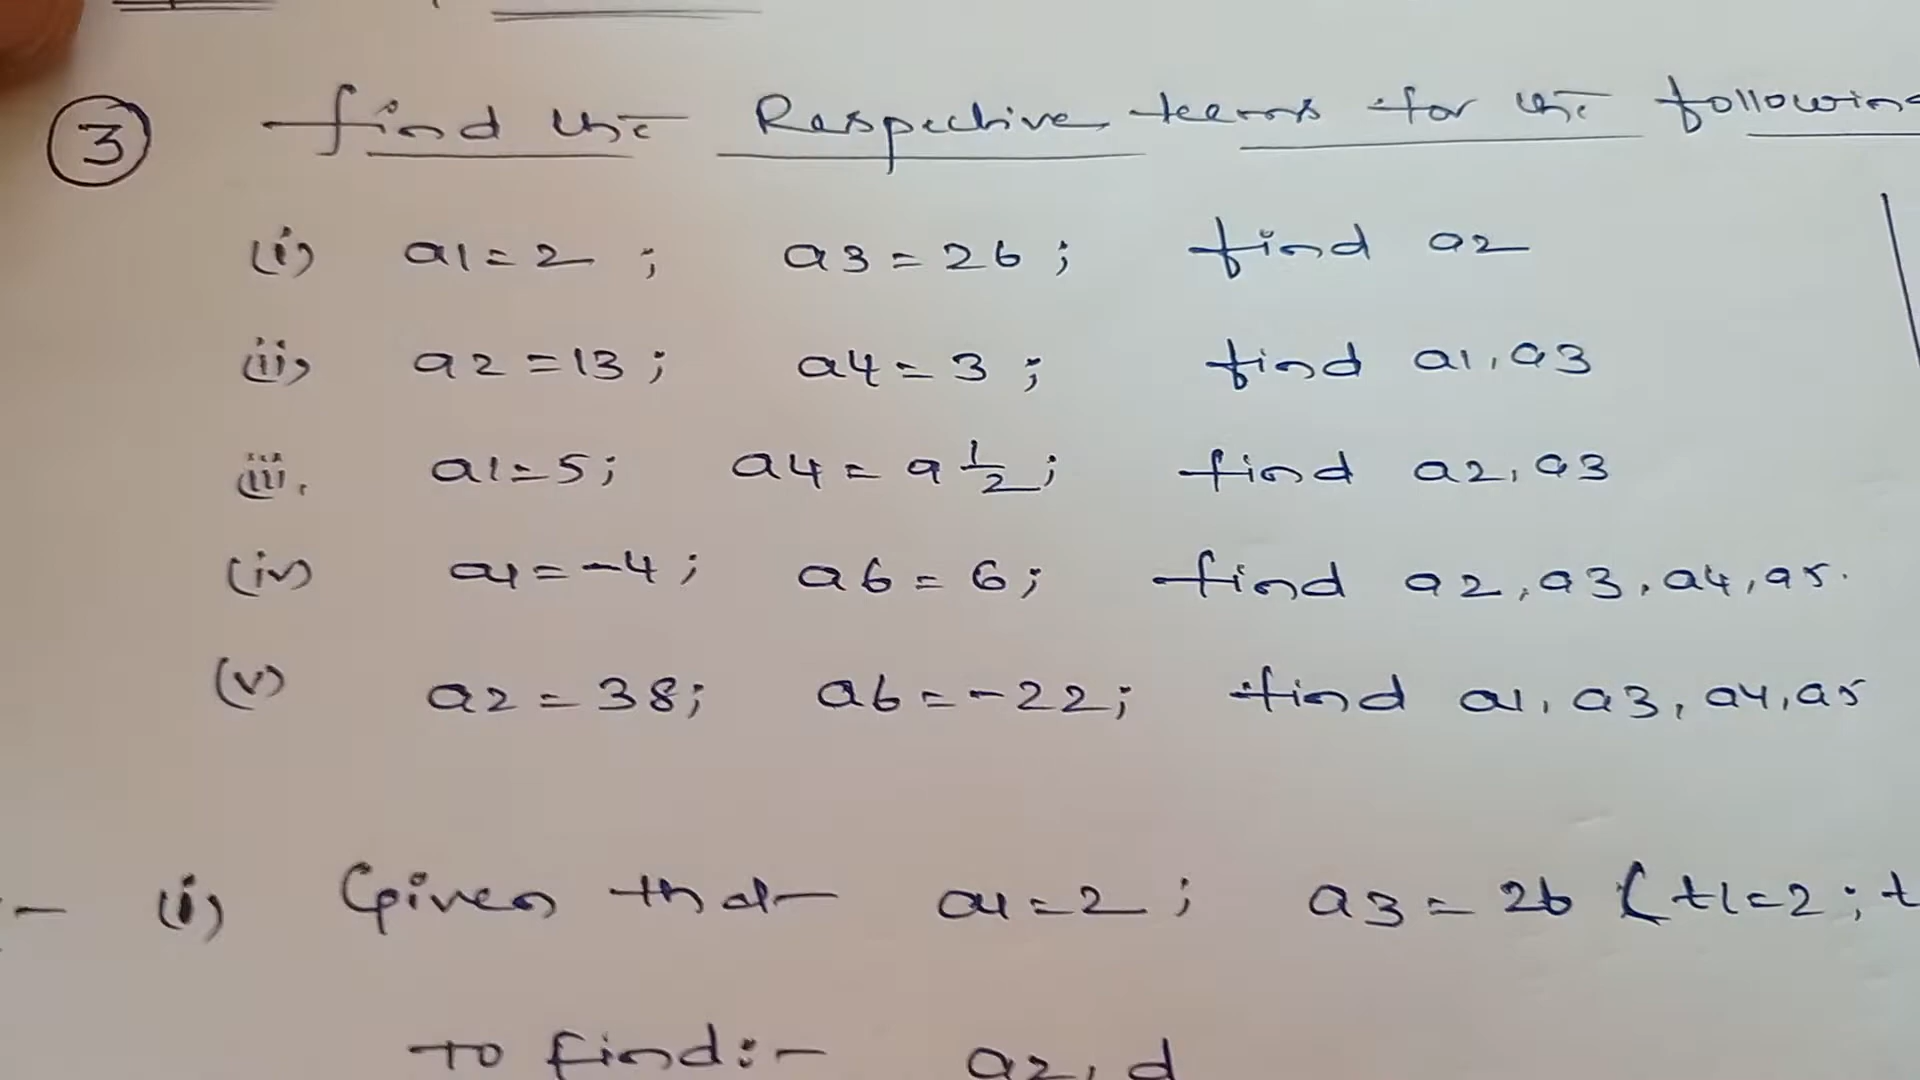 3 Find the Respective terms for the following
(i) a1=2 ; a3=26 ; find a2
(ii) a2=13 ; a4=3 ; find a1, a3
iii. a1=5 ; a4=9 1/2 ; find a2, a3
(iv) a1=-4 ; a6=6 ; find a2, a3, a4, a5.
(v) a2=38 ; a6=-22 ; find a1, a3, a4, a5
:- (i) Given that a1=2 ; a3=26 (t1=2 ; t
To find:- a2, d